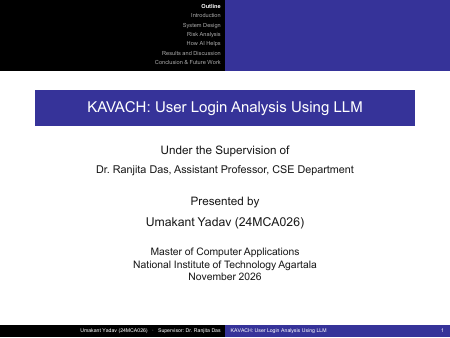 Outline
Introduction
System Design
Risk Analysis
How AI Helps
Results and Discussion
Conclusion & Future Work
KAVACH: User Login Analysis Using LLM
Under the Supervision of
Dr. Ranjita Das, Assistant Professor, CSE Department
Presented by
Umakant Yadav (24MCA026)
Master of Computer Applications
National Institute of Technology Agartala
November 2026
Umakant Yadav (24MCA026) · Supervisor: Dr. Ranjita Das KAVACH: User Login Analysis Using LLM 1